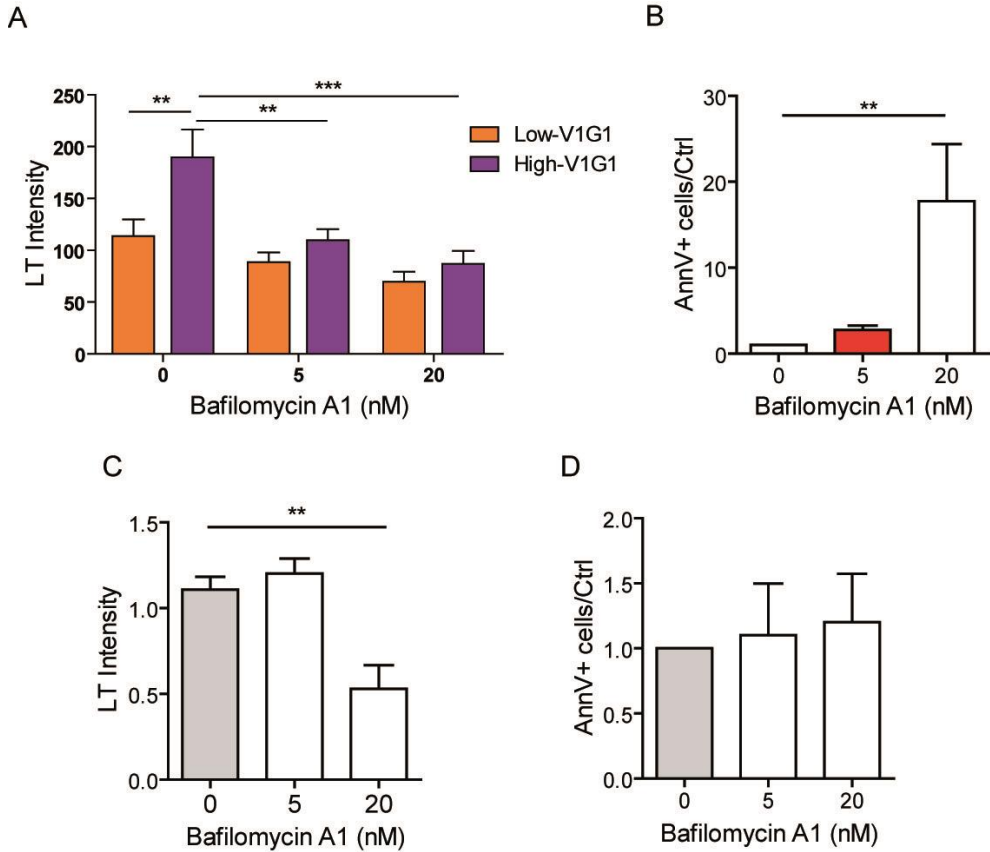 A
B
** *** **
250
200
150
100
50
0
LT Intensity
Low-V1G1
High-V1G1
0 5 20
Bafilomycin A1 (nM)
**
30
20
10
0
AnnV+ cells/Ctrl
0 5 20
Bafilomycin A1 (nM)
C
D
**
1.5
1.0
0.5
0.0
LT Intensity
0 5 20
Bafilomycin A1 (nM)
2.0
1.5
1.0
0.5
0.0
AnnV+ cells/Ctrl
0 5 20
Bafilomycin A1 (nM)